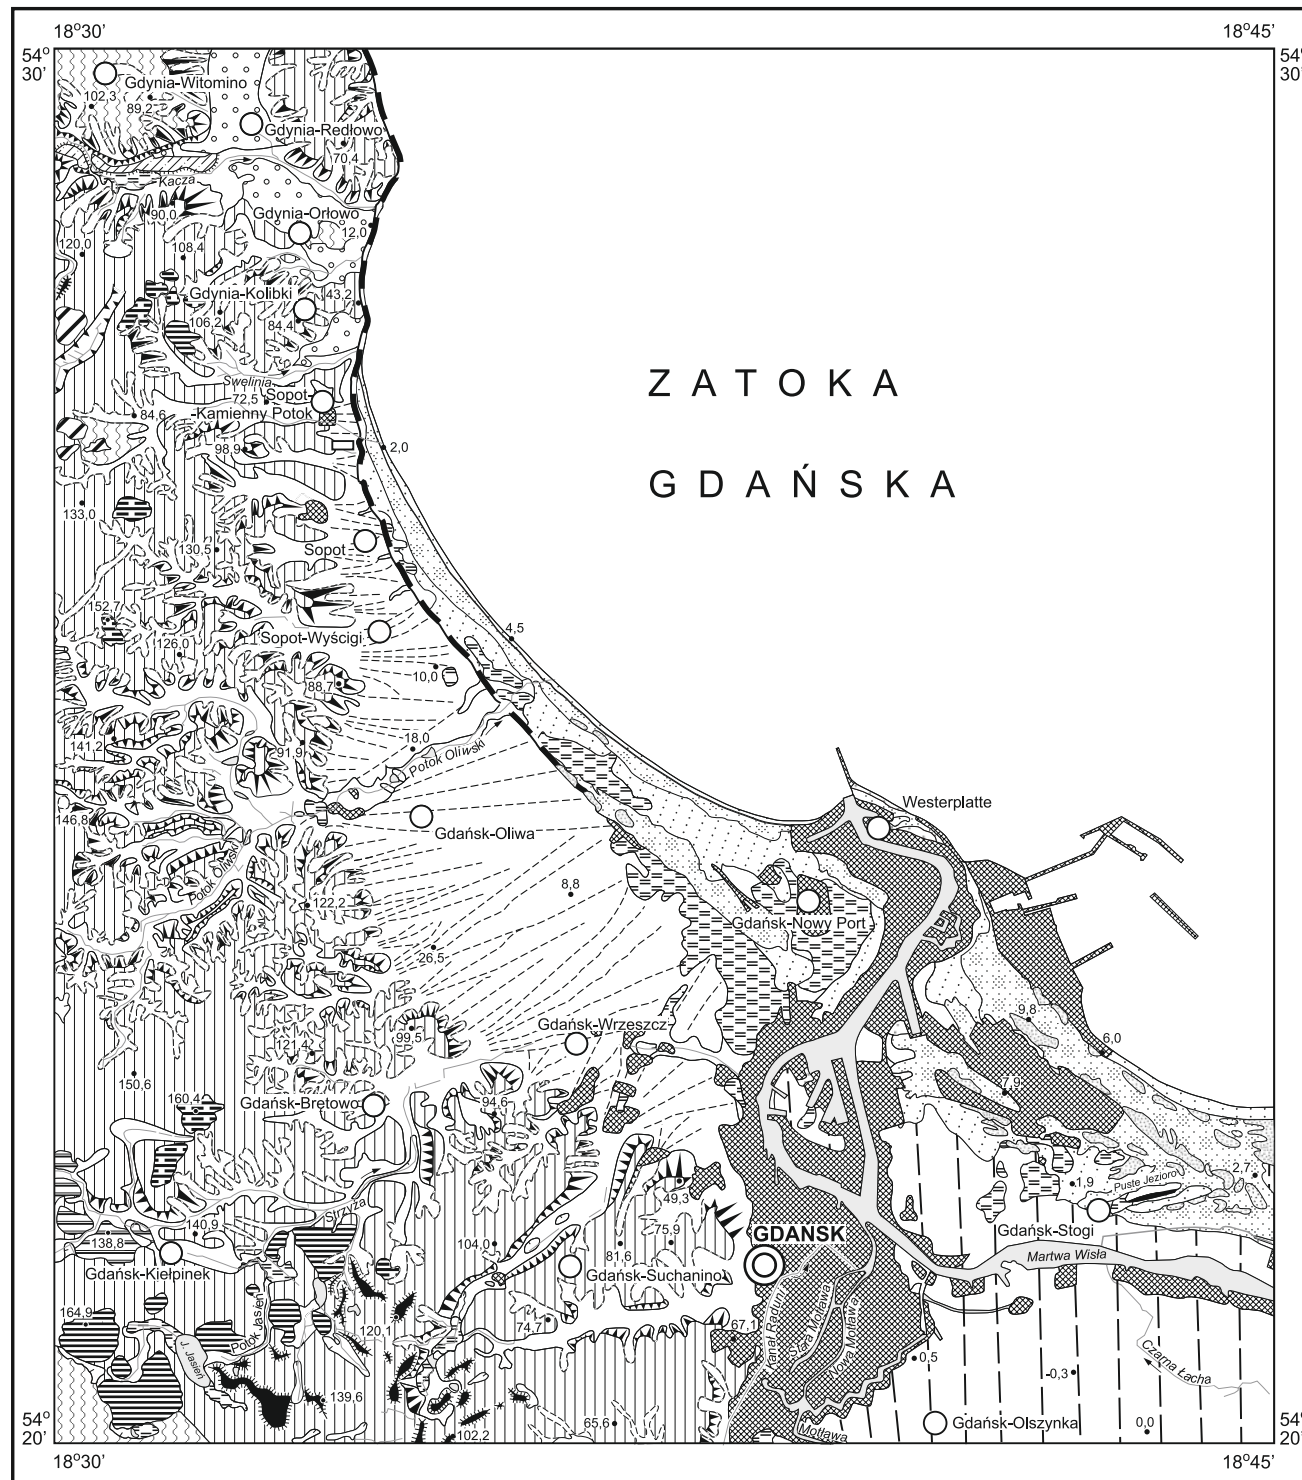 18°30' 18°45'
54° 54°
30' 30'
Gdynia-Witomino
102,3
89,2
Gdynia-Redłowo
70,4
Kacza
90,0
Gdynia-Orłowo
12,0
120,0
108,4
Gdynia-Kolibki
43,2
106,2
84,4
ZATOKA
Swelinia
72,5
Sopot
-Kamienny Potok
84,6
98,9
2,0
GDAŃSKA
133,0
130,5
Sopot
152,7
126,0
Sopot-Wyścigi
4,5
10,0
88,7
141,2
91,9
18,0
Potok Oliwski
Westerplatte
146,8
Gdańsk-Oliwa
Potok Oliwski
122,2
8,8
Gdańsk-Nowy Port
26,5
99,5
Gdańsk-Wrzeszcz
9,8
121,4
6,0
150,6
160,4
Gdańsk-Brętowo
94,6
7,9
Strzyża
49,3
1,9
Puste Jezioro
2,7
140,9
138,8
104,0
81,6
75,9
GDAŃSK
Gdańsk-Stogi
Martwa Wisła
Gdańsk-Kiełpinek
Gdańsk-Suchanino
164,9
Potok Jasień
J. Jasień
120,1
74,7
67,1
Kanał Raduni
Stara Motława
Nowa Motława
0,5
-0,3
Czarna Łacha
139,6
102,2
65,6
Motława
Gdańsk-Olszynka
0,0
54° 54°
20' 20'
18°30' 18°45'